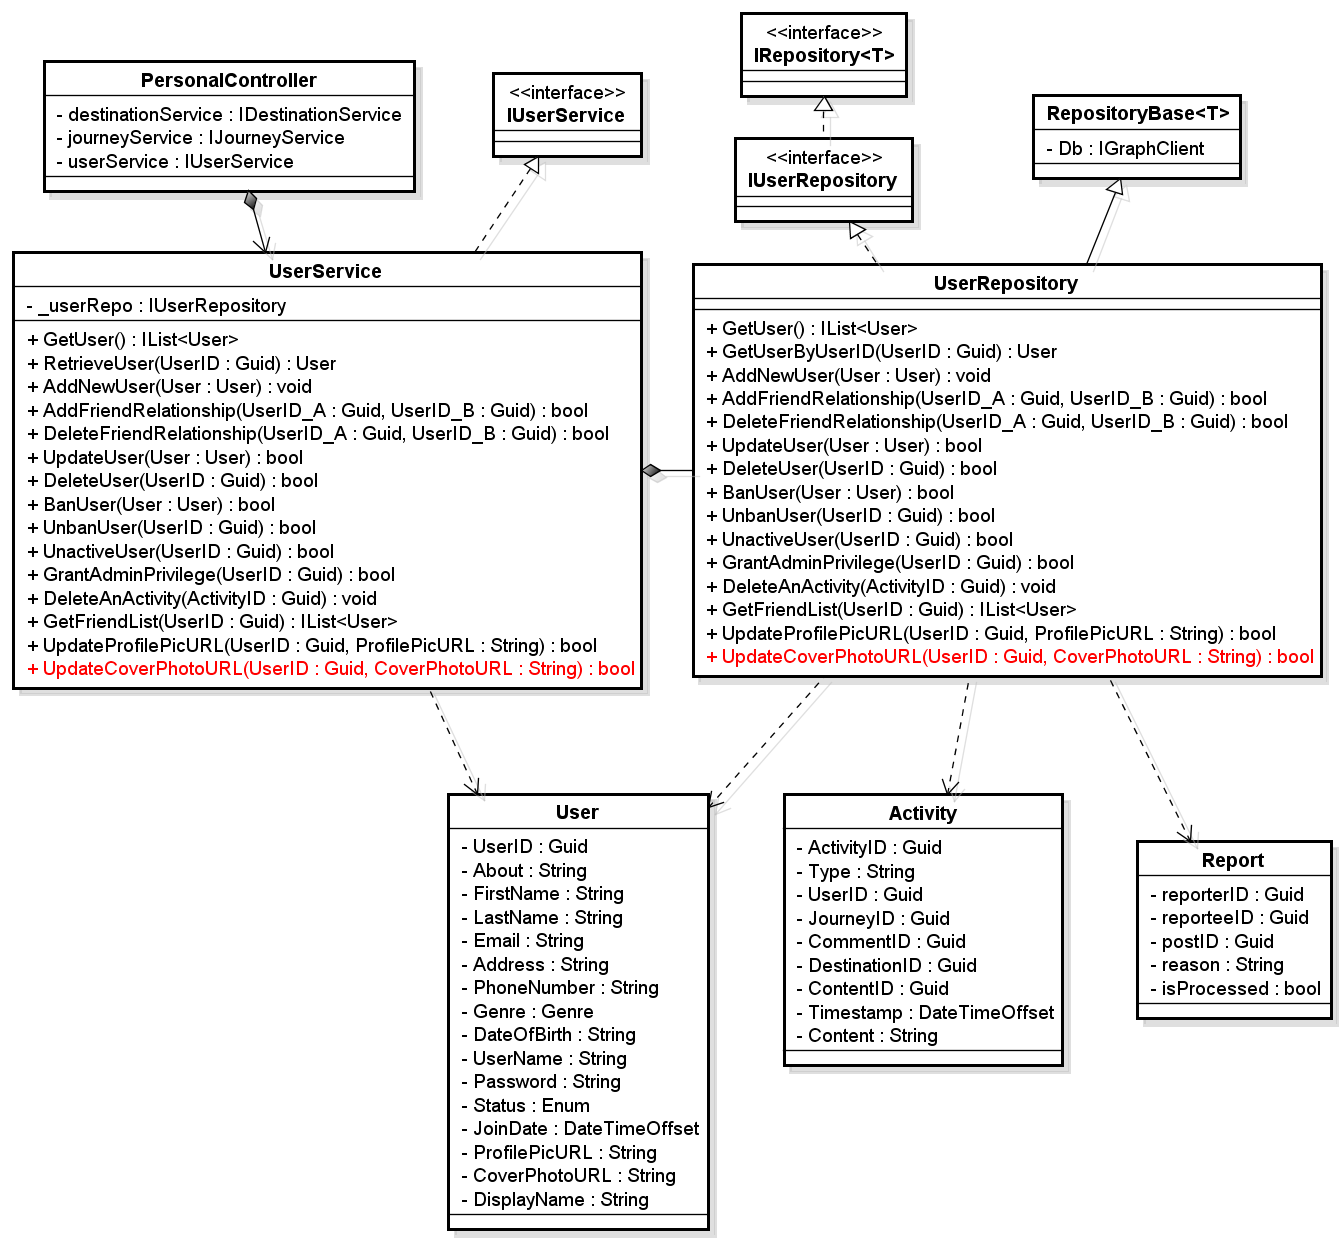 PersonalController
- destinationService : IDestinationService
- journeyService : IJourneyService
- userService : IUserService
<<interface>>
IUserService
<<interface>>
IRepository<T>
<<interface>>
IUserRepository
RepositoryBase<T>
- Db : IGraphClient
UserService
- _userRepo : IUserRepository
+ GetUser() : IList<User>
+ RetrieveUser(UserID : Guid) : User
+ AddNewUser(User : User) : void
+ AddFriendRelationship(UserID_A : Guid, UserID_B : Guid) : bool
+ DeleteFriendRelationship(UserID_A : Guid, UserID_B : Guid) : bool
+ UpdateUser(User : User) : bool
+ DeleteUser(UserID : Guid) : bool
+ BanUser(User : User) : bool
+ UnbanUser(UserID : Guid) : bool
+ UnactiveUser(UserID : Guid) : bool
+ GrantAdminPrivilege(UserID : Guid) : bool
+ DeleteAnActivity(ActivityID : Guid) : void
+ GetFriendList(UserID : Guid) : IList<User>
+ UpdateProfilePicURL(UserID : Guid, ProfilePicURL : String) : bool
+ UpdateCoverPhotoURL(UserID : Guid, CoverPhotoURL : String) : bool
UserRepository
+ GetUser() : IList<User>
+ GetUserByUserID(UserID : Guid) : User
+ AddNewUser(User : User) : void
+ AddFriendRelationship(UserID_A : Guid, UserID_B : Guid) : bool
+ DeleteFriendRelationship(UserID_A : Guid, UserID_B : Guid) : bool
+ UpdateUser(User : User) : bool
+ DeleteUser(UserID : Guid) : bool
+ BanUser(User : User) : bool
+ UnbanUser(UserID : Guid) : bool
+ UnactiveUser(UserID : Guid) : bool
+ GrantAdminPrivilege(UserID : Guid) : bool
+ DeleteAnActivity(ActivityID : Guid) : void
+ GetFriendList(UserID : Guid) : IList<User>
+ UpdateProfilePicURL(UserID : Guid, ProfilePicURL : String) : bool
+ UpdateCoverPhotoURL(UserID : Guid, CoverPhotoURL : String) : bool
User
- UserID : Guid
- About : String
- FirstName : String
- LastName : String
- Email : String
- Address : String
- PhoneNumber : String
- Genre : Genre
- DateOfBirth : String
- UserName : String
- Password : String
- Status : Enum
- JoinDate : DateTimeOffset
- ProfilePicURL : String
- CoverPhotoURL : String
- DisplayName : String
Activity
- ActivityID : Guid
- Type : String
- UserID : Guid
- JourneyID : Guid
- CommentID : Guid
- DestinationID : Guid
- ContentID : Guid
- Timestamp : DateTimeOffset
- Content : String
Report
- reporterID : Guid
- reporteeID : Guid
- postID : Guid
- reason : String
- isProcessed : bool